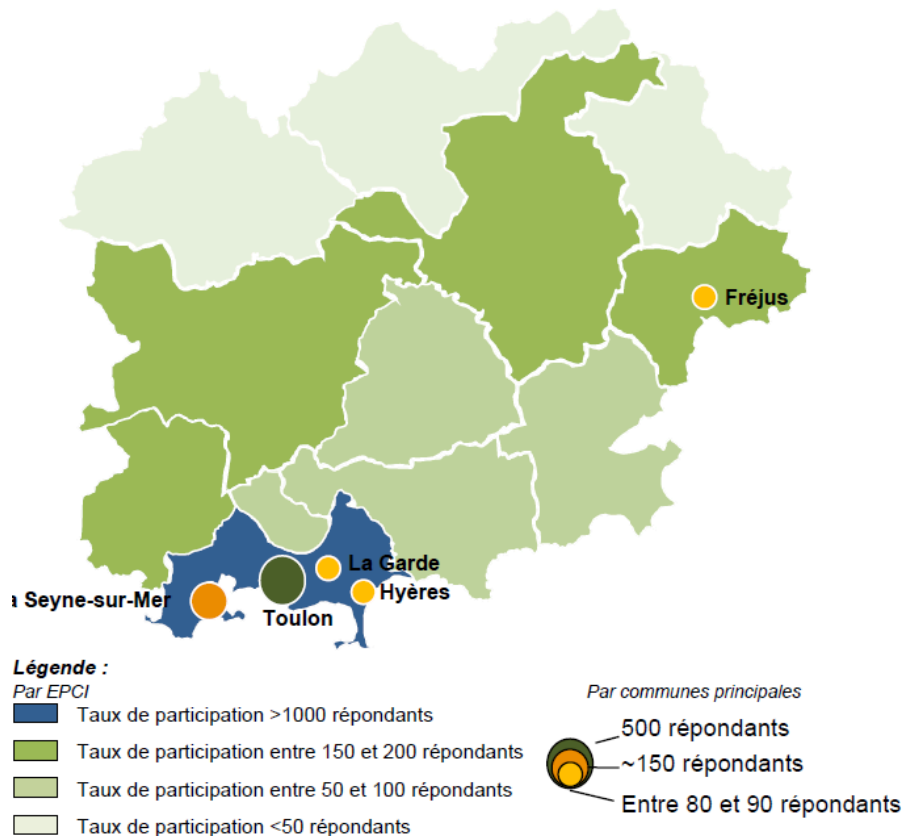 Fréjus
La Garde
Hyères
a Seyne-sur-Mer
Toulon
Légende :
Par EPCI
Taux de participation >1000 répondants
Taux de participation entre 150 et 200 répondants
Taux de participation entre 50 et 100 répondants
Taux de participation <50 répondants
Par communes principales
500 répondants
~150 répondants
Entre 80 et 90 répondants